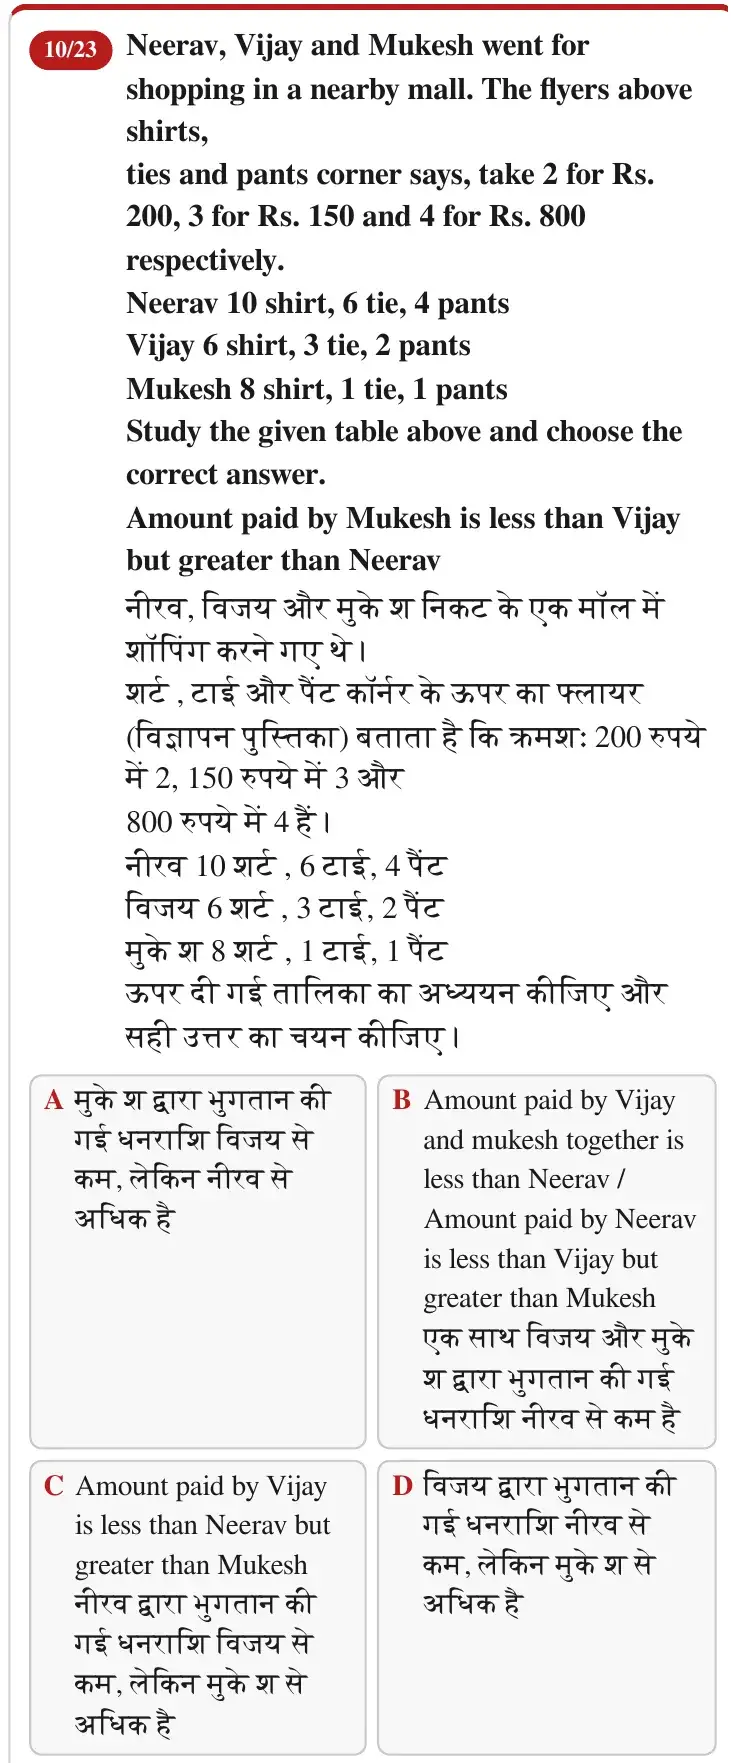 10/23 Neerav, Vijay and Mukesh went for
shopping in a nearby mall. The flyers above
shirts,
ties and pants corner says, take 2 for Rs.
200, 3 for Rs. 150 and 4 for Rs. 800
respectively.
Neerav 10 shirt, 6 tie, 4 pants
Vijay 6 shirt, 3 tie, 2 pants
Mukesh 8 shirt, 1 tie, 1 pants
Study the given table above and choose the
correct answer.
Amount paid by Mukesh is less than Vijay
but greater than Neerav
नीरव, विजय और मुके श निकट के एक मॉल में
शॉपिंग करने गए थे।
शर्ट , टाई और पैंट कॉर्नर के ऊपर का फ्लायर
(विज्ञापन पुस्तिका) बताता है कि क्रमशः 200 रुपये
में 2, 150 रुपये में 3 और
800 रुपये में 4 हैं।
नीरव 10 शर्ट , 6 टाई, 4 पैंट
विजय 6 शर्ट , 3 टाई, 2 पैंट
मुके श 8 शर्ट , 1 टाई, 1 पैंट
ऊपर दी गई तालिका का अध्ययन कीजिए और
सही उत्तर का चयन कीजिए।
A मुके श द्वारा भुगतान की
गई धनराशि विजय से
कम, लेकिन नीरव से
अधिक है
B Amount paid by Vijay
and mukesh together is
less than Neerav /
Amount paid by Neerav
is less than Vijay but
greater than Mukesh
एक साथ विजय और मुके
श द्वारा भुगतान की गई
धनराशि नीरव से कम है
C Amount paid by Vijay
is less than Neerav but
greater than Mukesh
नीरव द्वारा भुगतान की
गई धनराशि विजय से
कम, लेकिन मुके श से
अधिक है
D विजय द्वारा भुगतान की
गई धनराशि नीरव से
कम, लेकिन मुके श से
अधिक है